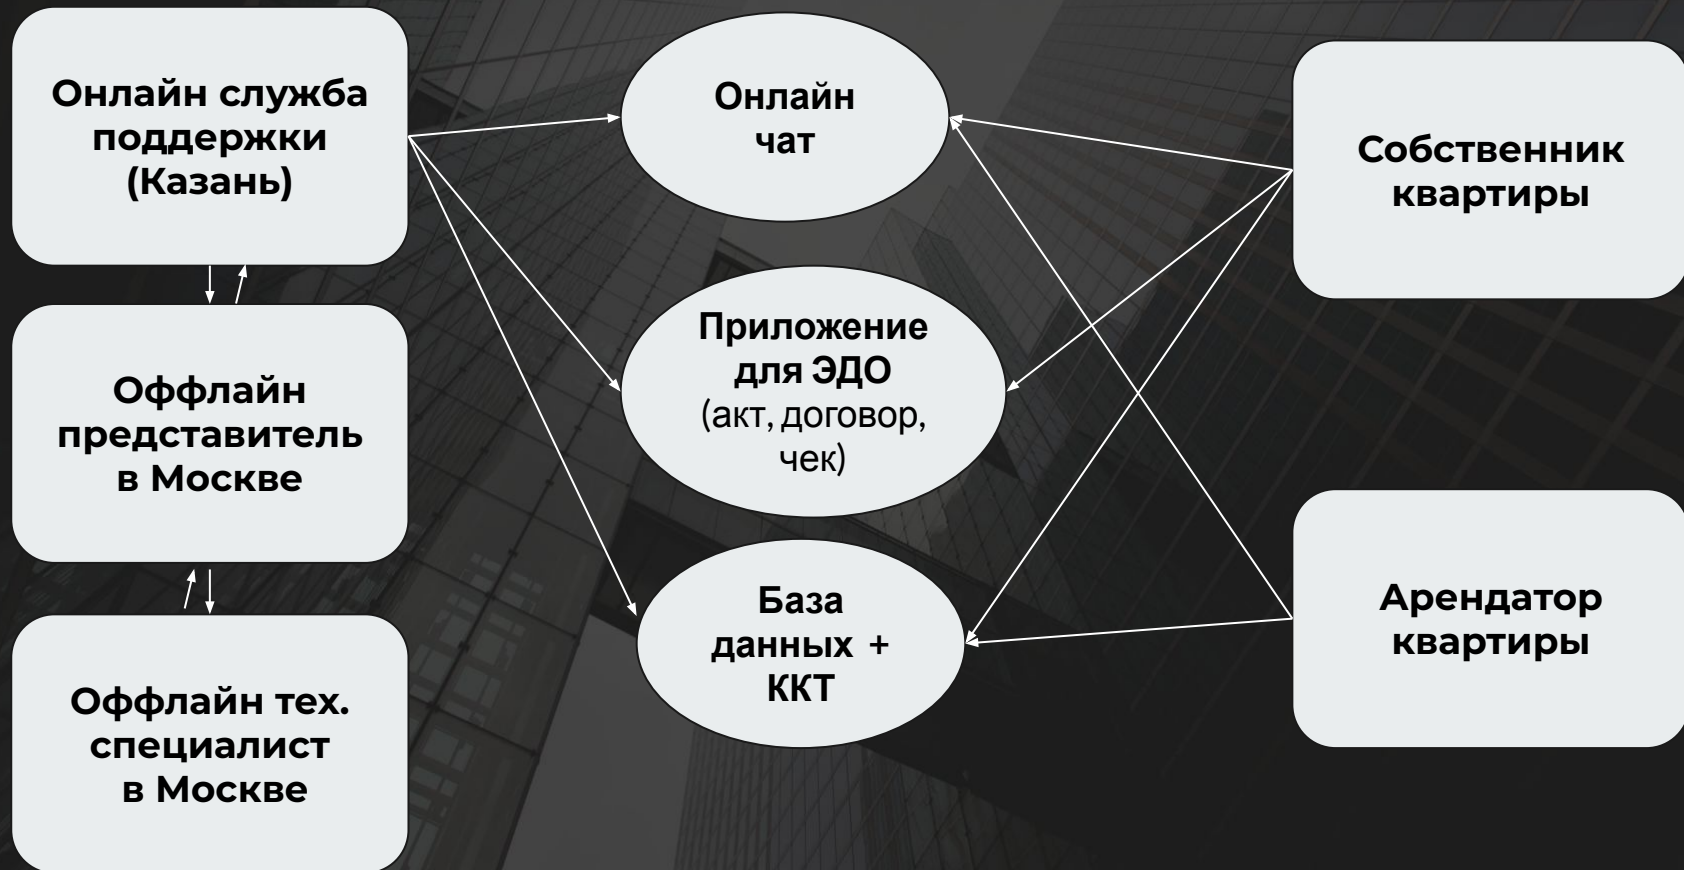 Онлайн служба
поддержки
(Казань)
Оффлайн
представитель
в Москве
Оффлайн тех.
специалист
в Москве
Онлайн
чат
Приложение
для ЭДО
(акт, договор,
чек)
База
данных +
ККТ
Собственник
квартиры
Арендатор
квартиры